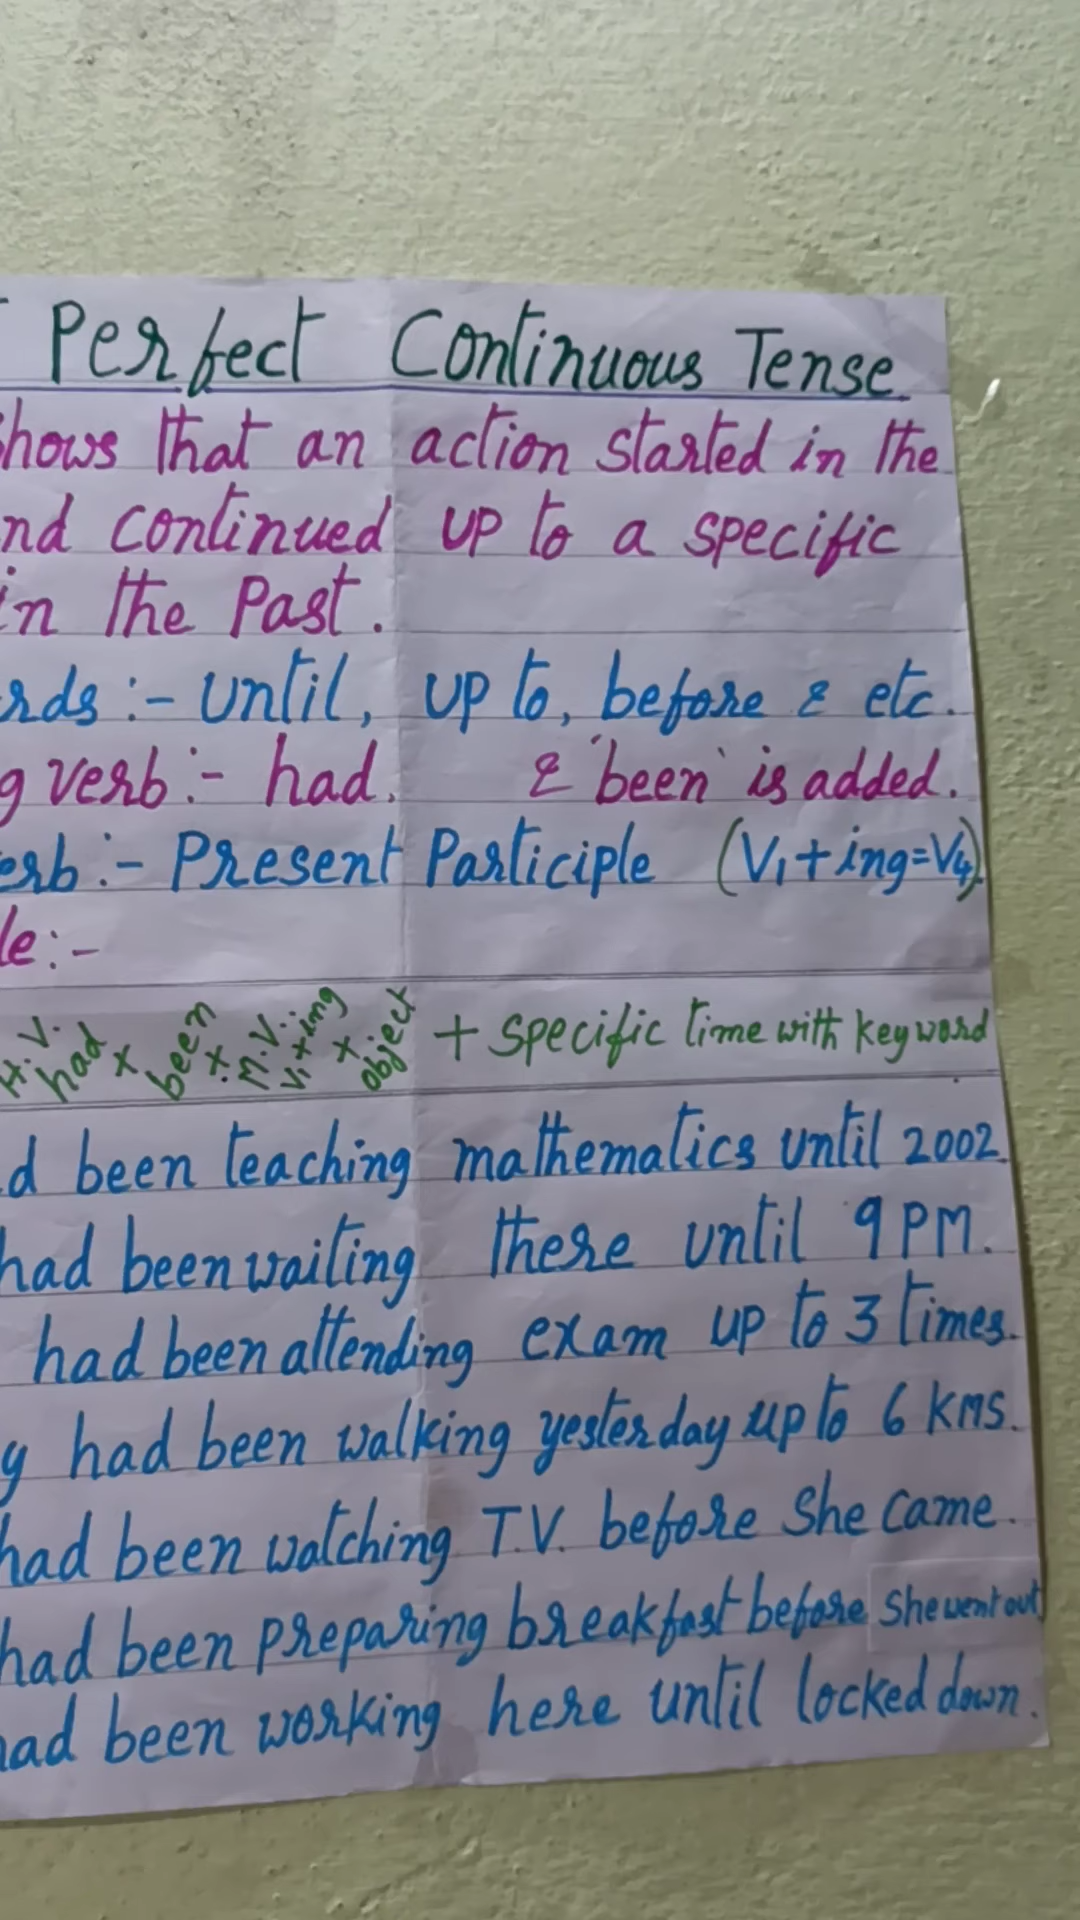 Perfect Continuous Tense
shows that an action started in the
nd continued up to a specific
in the Past.
rds :- until, up to, before & etc.
g verb :- had. & 'been' is added.
erb :- Present Participle (V₁+ing=V₄)
le :-
H.V. had + been + m.V. V₁+ing + object + specific time with keyword
d been teaching mathematics until 2002.
had been waiting there until 9 PM.
had been attending exam up to 3 times.
y had been walking yesterday up to 6 kms.
had been watching T.V. before she came.
had been preparing breakfast before she went out
had been working here until locked down.